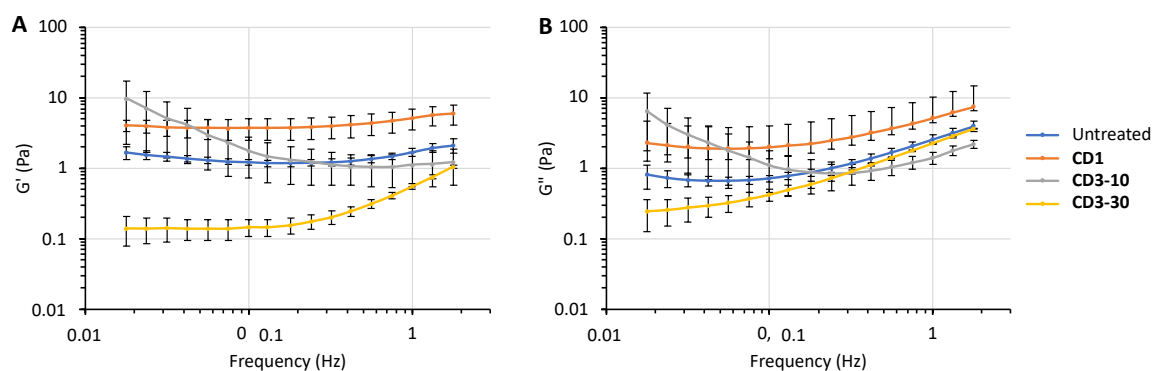 A
100
10
1
0.1
0.01
G' (Pa)
0.01
0 0.1
1
Frequency (Hz)
B
100
10
1
0.1
0.01
G'' (Pa)
0.01
0, 0.1
1
Frequency (Hz)
Untreated
CD1
CD3-10
CD3-30